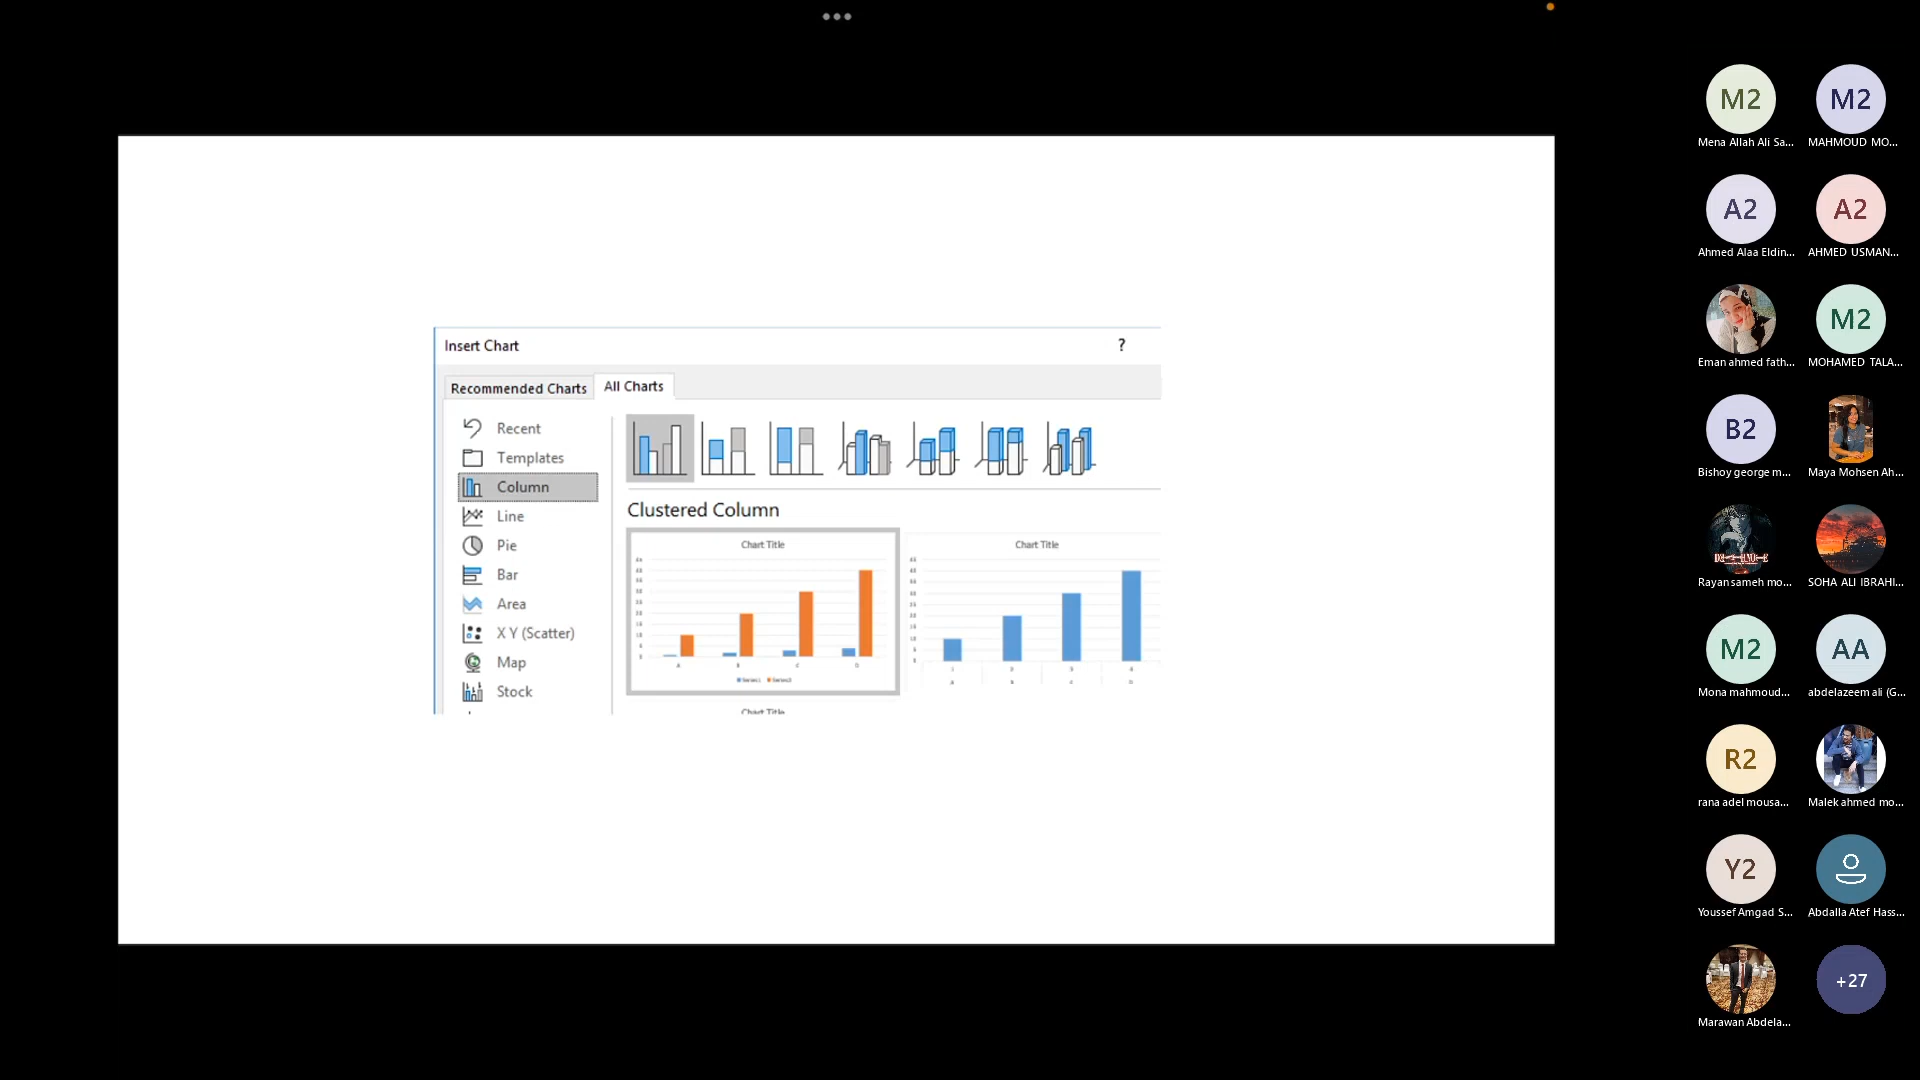 Insert Chart
?
Recommended Charts
All Charts
Recent
Templates
Column
Line
Pie
Bar
Area
X Y (Scatter)
Map
Stock
Clustered Column
Chart Title
Chart Title
Chart Title
M2
Mena Allah Ali Sa...
M2
MAHMOUD MO...
A2
Ahmed Alaa Eldin...
A2
AHMED USMAN...
Eman ahmed fath...
M2
MOHAMED TALA...
B2
Bishoy george m...
Maya Mohsen Ah...
Rayan sameh mo...
SOHA ALI IBRAHI...
M2
Mona mahmoud...
AA
abdelazeem ali (G...
R2
rana adel mousa...
Malek ahmed mo...
Y2
Youssef Amgad S...
Abdalla Atef Hass...
Marawan Abdela...
+27